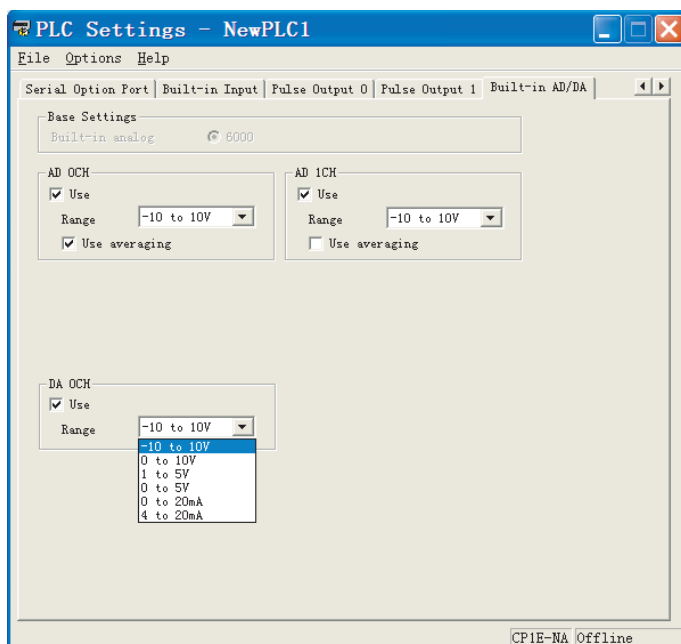 PLC Settings - NewPLC1
File Options Help
Serial Option Port Built-in Input Pulse Output 0 Pulse Output 1 Built-in AD/DA
Base Settings
Built-in analog 6000
AD 0CH
Use
Range -10 to 10V
Use averaging
AD 1CH
Use
Range -10 to 10V
Use averaging
DA 0CH
Use
Range -10 to 10V
-10 to 10V
0 to 10V
1 to 5V
0 to 5V
0 to 20mA
4 to 20mA
CP1E-NA Offline